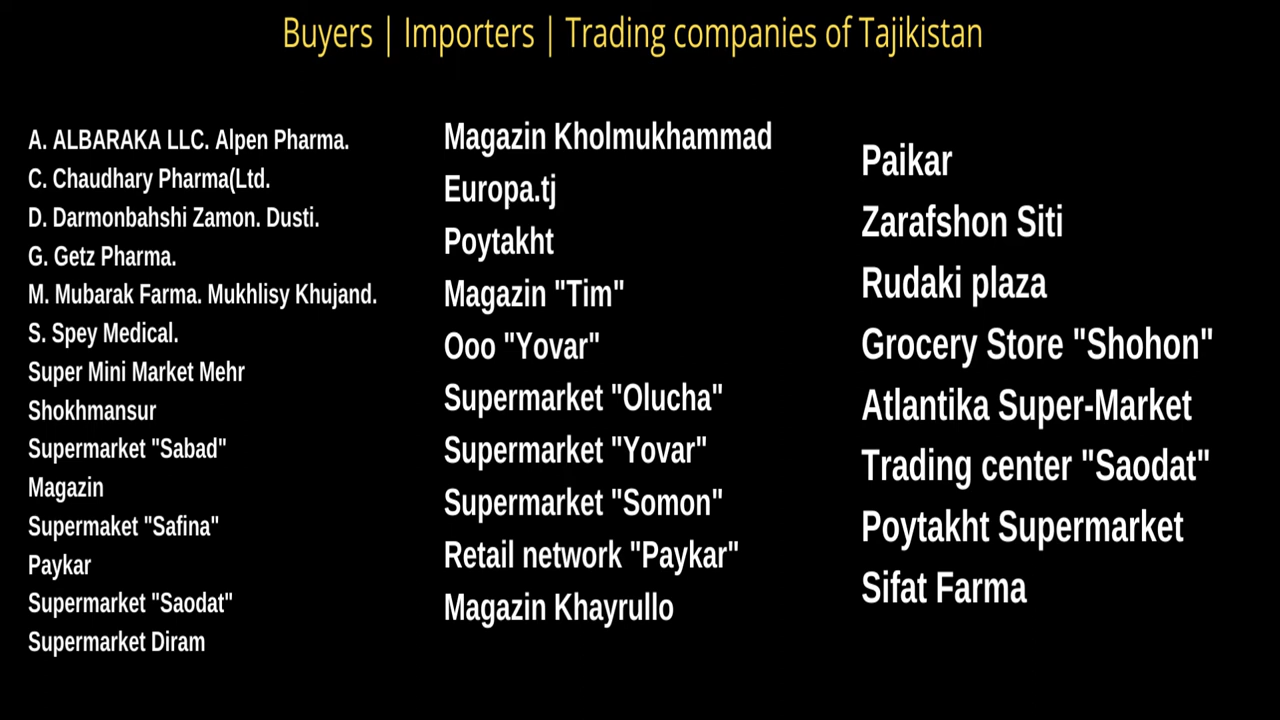 Buyers | Importers | Trading companies of Tajikistan
A. ALBARAKA LLC. Alpen Pharma.
C. Chaudhary Pharma(Ltd.
D. Darmonbahshi Zamon. Dusti.
G. Getz Pharma.
M. Mubarak Farma. Mukhlisy Khujand.
S. Spey Medical.
Super Mini Market Mehr
Shokhmansur
Supermarket "Sabad"
Magazin
Supermaket "Safina"
Paykar
Supermarket "Saodat"
Supermarket Diram
Magazin Kholmukhammad
Europa.tj
Poytakht
Magazin "Tim"
Ooo "Yovar"
Supermarket "Olucha"
Supermarket "Yovar"
Supermarket "Somon"
Retail network "Paykar"
Magazin Khayrullo
Paikar
Zarafshon Siti
Rudaki plaza
Grocery Store "Shohon"
Atlantika Super-Market
Trading center "Saodat"
Poytakht Supermarket
Sifat Farma